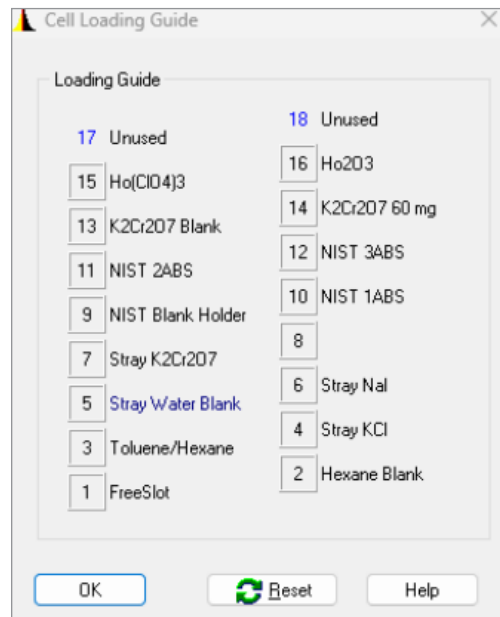 Cell Loading Guide
Loading Guide
17 Unused
18 Unused
15 Ho(ClO4)3
16 Ho2O3
13 K2Cr2O7 Blank
14 K2Cr2O7 60 mg
11 NIST 2ABS
12 NIST 3ABS
9 NIST Blank Holder
10 NIST 1ABS
7 Stray K2Cr2O7
8
5 Stray Water Blank
6 Stray NaI
3 Toluene/Hexane
4 Stray KCl
1 FreeSlot
2 Hexane Blank
OK
Reset
Help